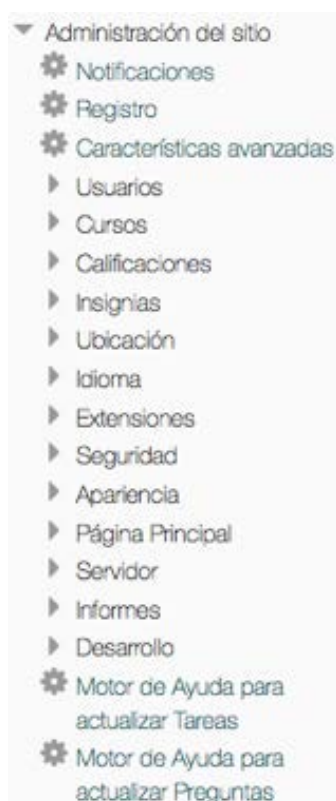 Administración del sitio
Notificaciones
Registro
Características avanzadas
Usuarios
Cursos
Calificaciones
Insignias
Ubicación
Idioma
Extensiones
Seguridad
Apariencia
Página Principal
Servidor
Informes
Desarrollo
Motor de Ayuda para
actualizar Tareas
Motor de Ayuda para
actualizar Preguntas